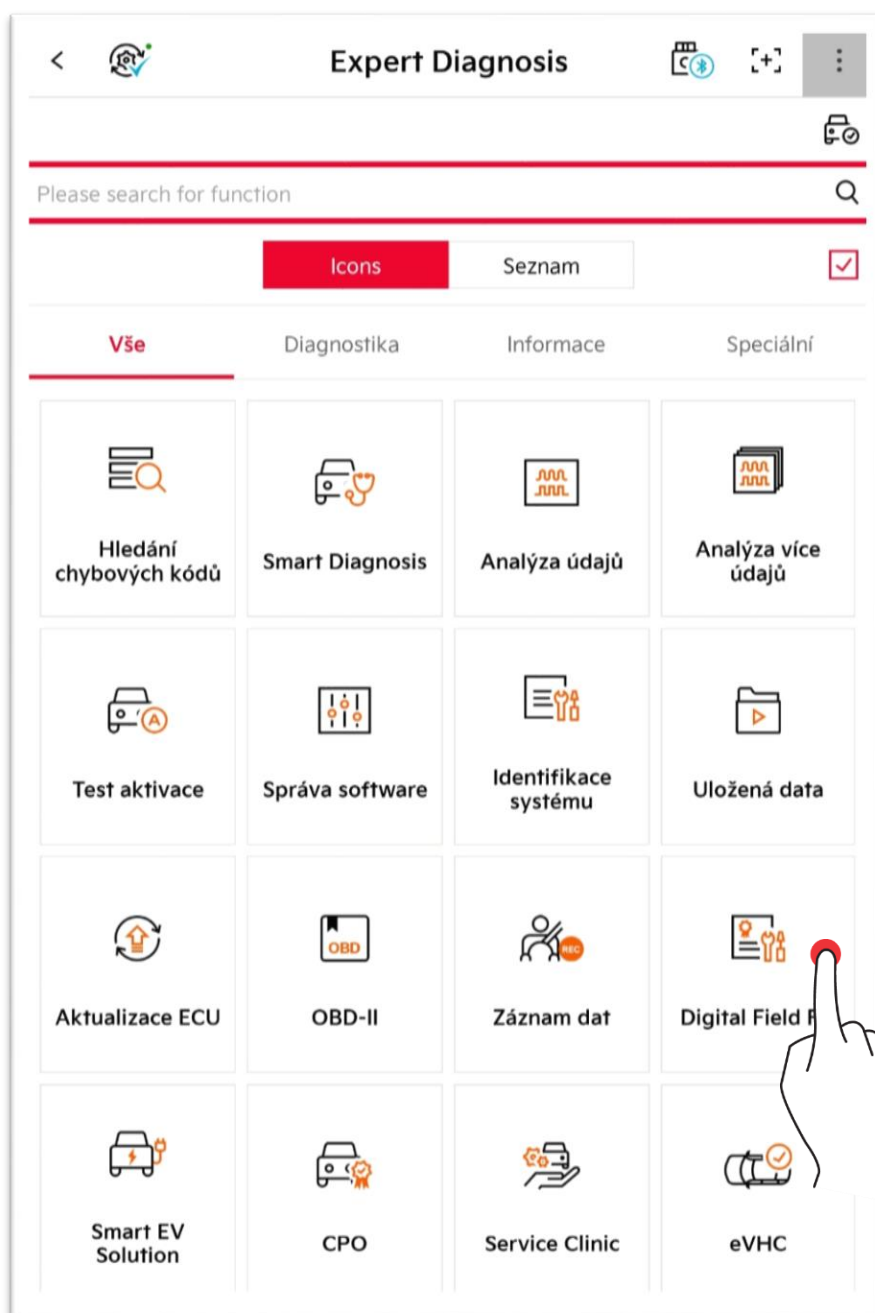 Expert Diagnosis
Please search for function
Icons
Seznam
Vše
Diagnostika
Informace
Speciální
Hledání
chybových kódů
Smart Diagnosis
Analýza údajů
Analýza více
údajů
Test aktivace
Správa software
Identifikace
systému
Uložená data
A
OBD
REC
Aktualizace ECU
OBD-II
Záznam dat
Digital Field
Smart EV
Solution
CPO
Service Clinic
eVHC